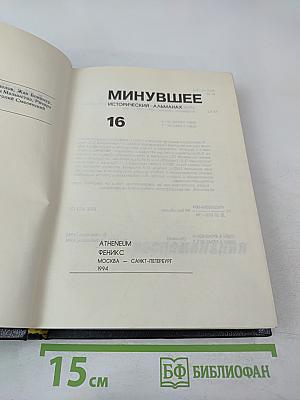 МИНУВШЕЕ
ИСТОРИЧЕСКИЙ АЛЬМАНАХ
16
ATHENEUM
ФЕНИКС
МОСКВА — САНКТ-ПЕТЕРБУРГ
1994
15 см
БФ БИБЛИОФАН